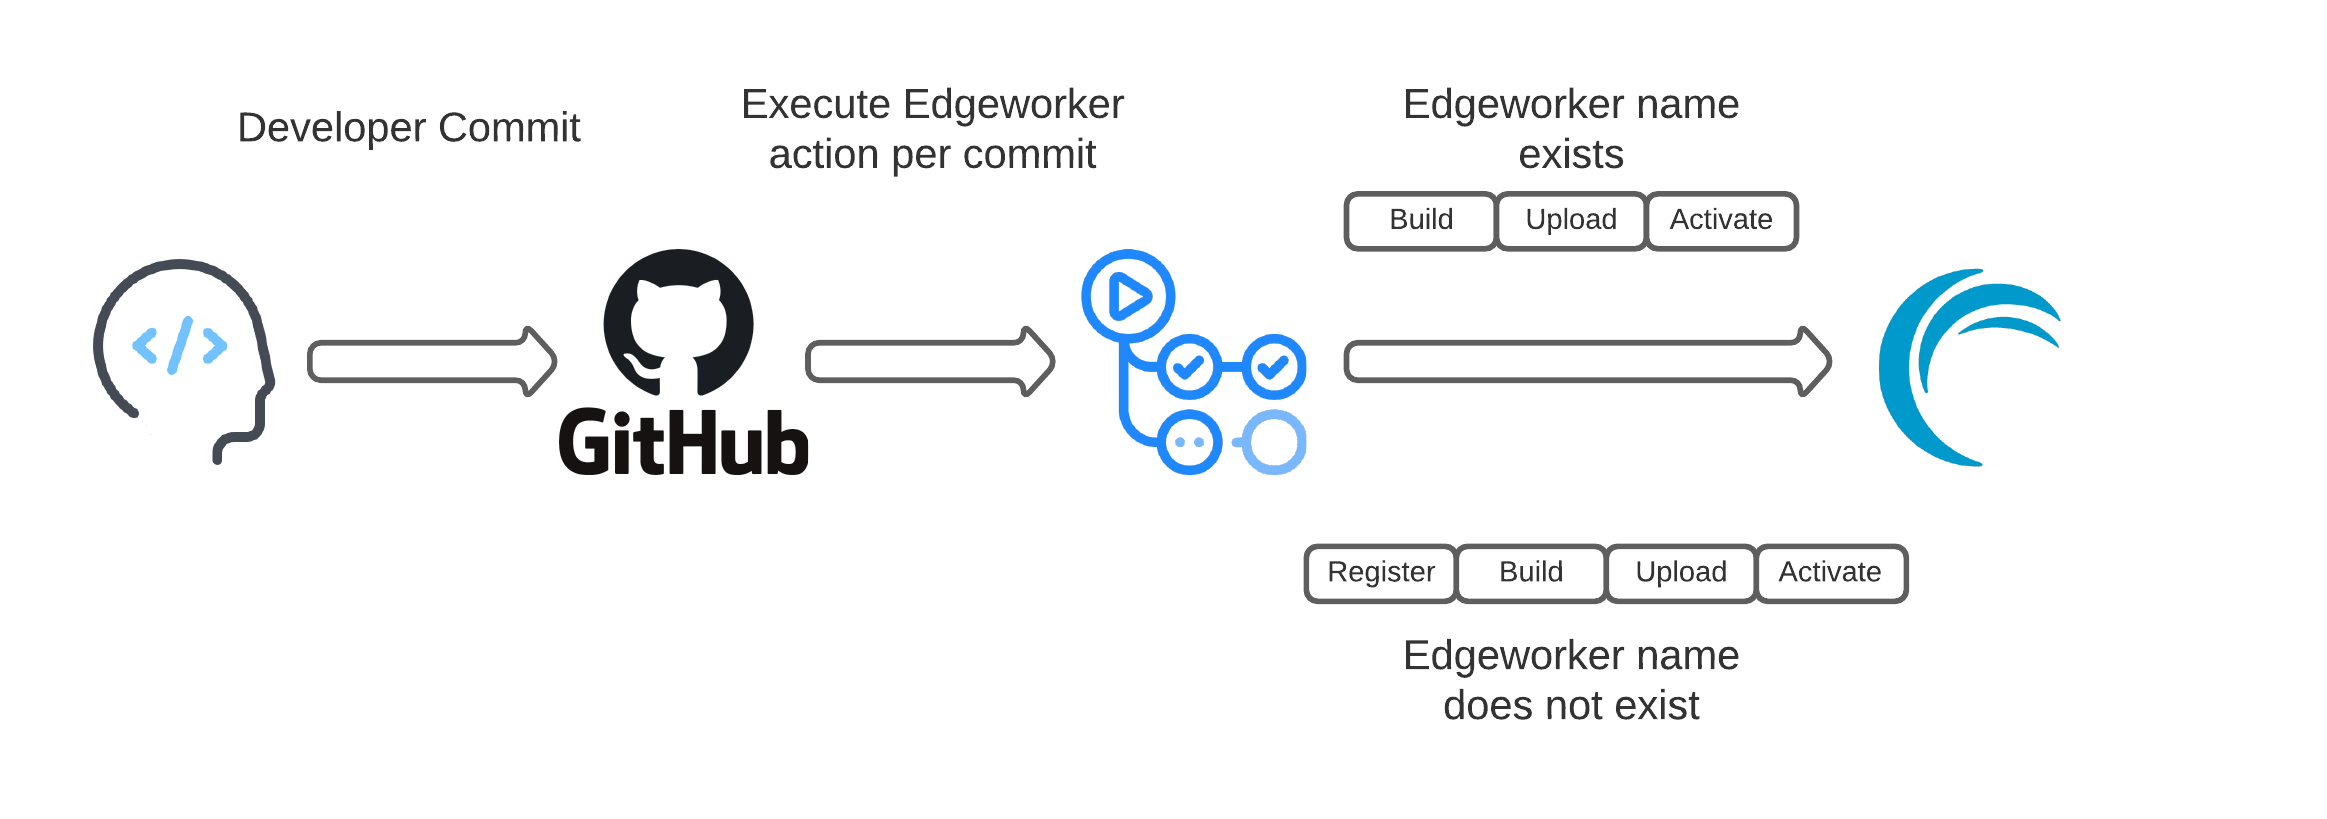 Developer Commit
Execute Edgeworker
action per commit
Edgeworker name
exists
Build
Upload
Activate
GitHub
Register
Build
Upload
Activate
Edgeworker name
does not exist